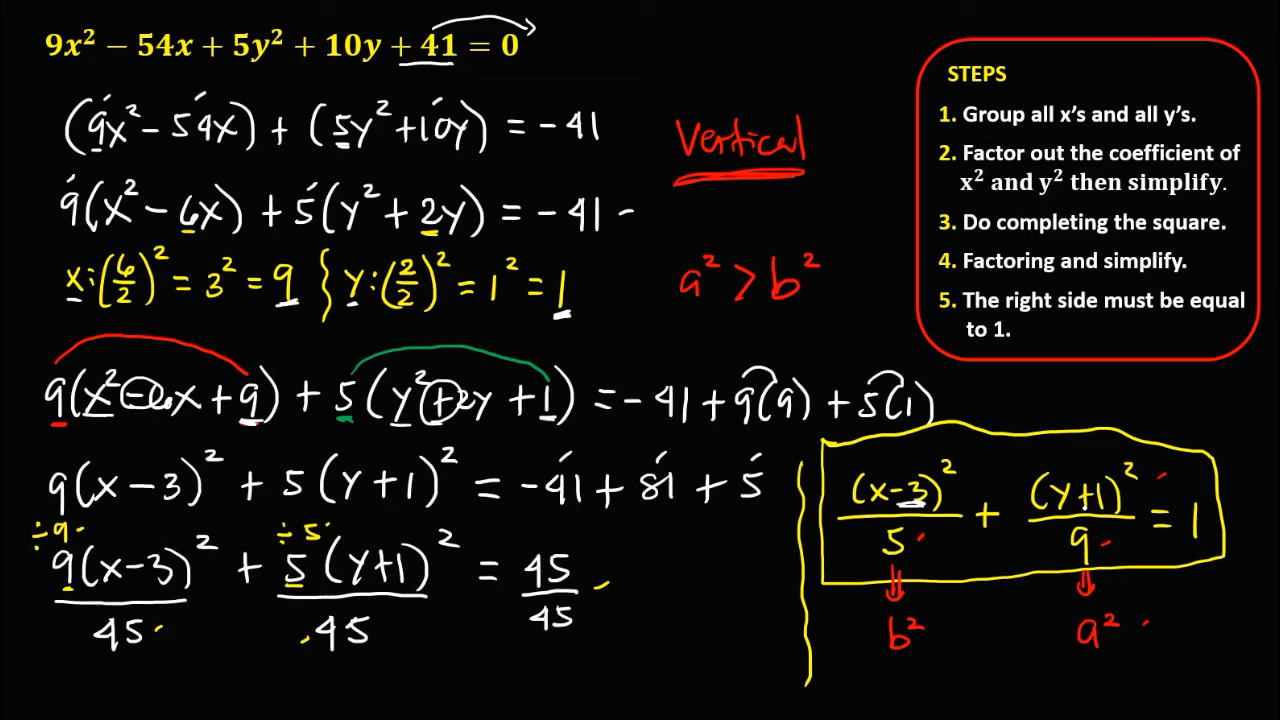 9x² − 54x + 5y² + 10y + 41 = 0
(9x² − 54x) + (5y² + 10y) = −41
9(x² − 6x) + 5(y² + 2y) = −41 −
x : (6/2)² = 3² = 9 { y : (2/2)² = 1² = 1
9(x² − 6x + 9) + 5(y² + 2y + 1) = −41 + 9(9) + 5(1)
9(x − 3)² + 5(y + 1)² = −41 + 81 + 5
÷9 ÷5
9(x − 3)²/45 + 5(y + 1)²/45 = 45/45
Vertical
a² > b²
STEPS
1. Group all x's and all y's.
2. Factor out the coefficient of
x² and y² then simplify.
3. Do completing the square.
4. Factoring and simplify.
5. The right side must be equal
to 1.
(x − 3)²/5 + (y + 1)²/9 = 1
b² a²